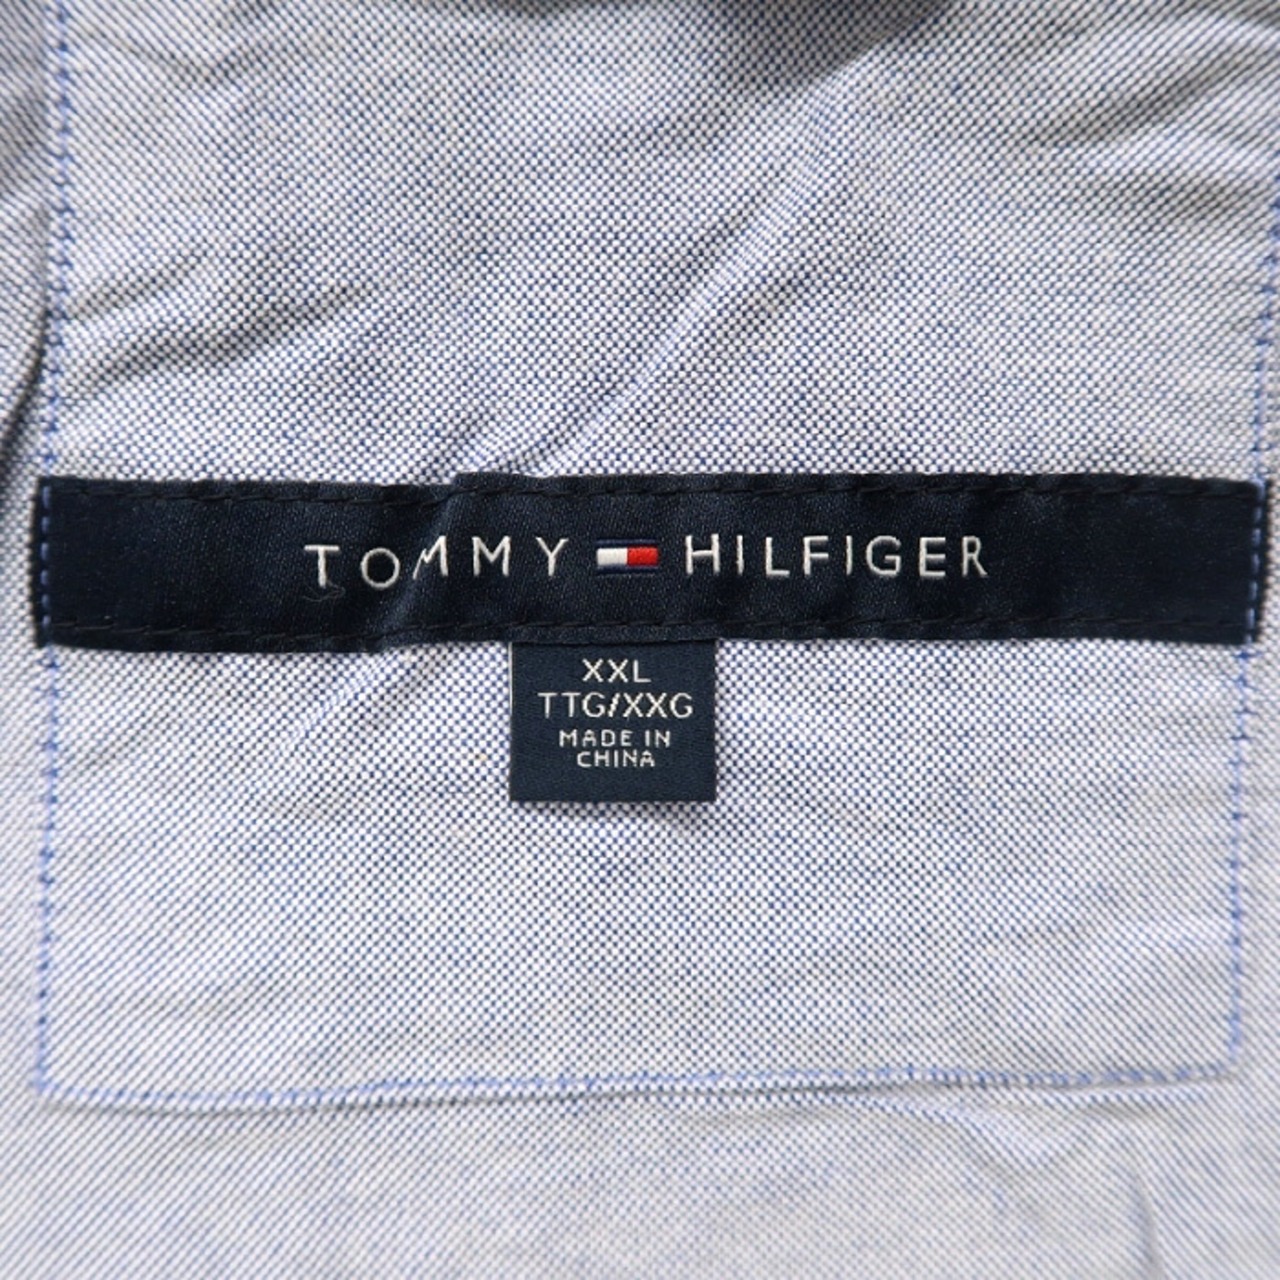 TOMMY HILFIGER
XXL
TTG/XXG
MADE IN
CHINA